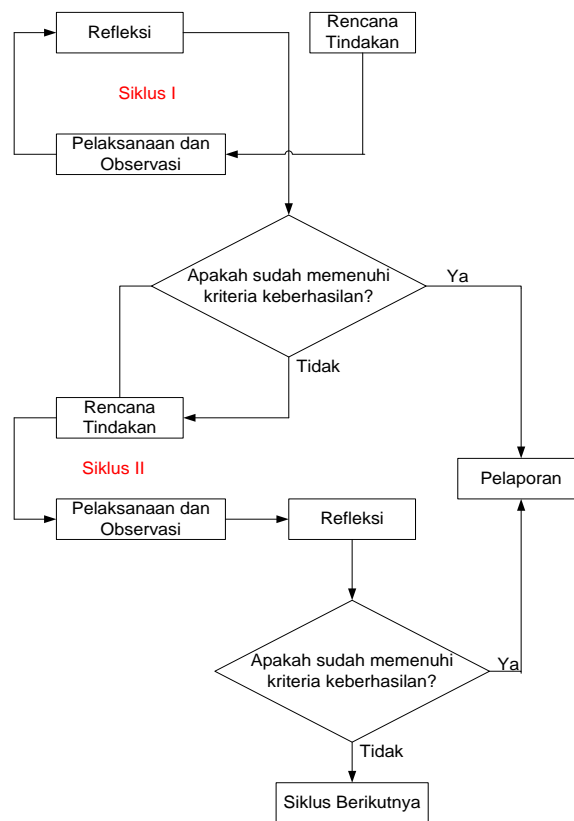 Refleksi
Rencana
Tindakan
Siklus I
Pelaksanaan dan
Observasi
Apakah sudah memenuhi
kriteria keberhasilan?
Ya
Tidak
Rencana
Tindakan
Siklus II
Pelaporan
Pelaksanaan dan
Observasi
Refleksi
Apakah sudah memenuhi
kriteria keberhasilan?
Ya
Tidak
Siklus Berikutnya